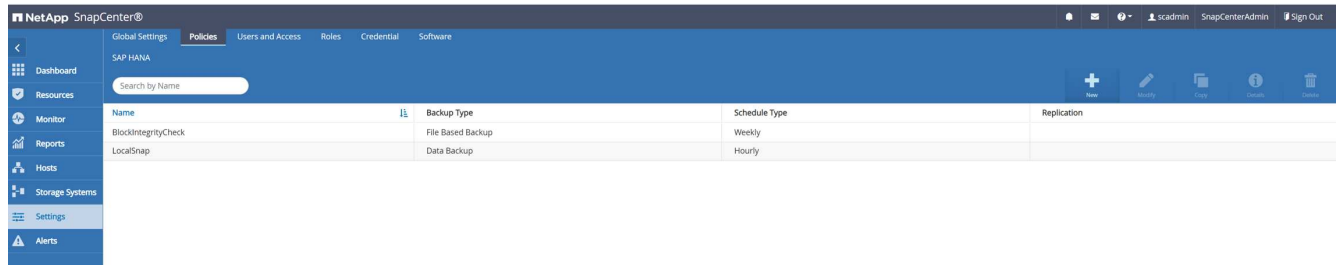 NetApp SnapCenter®
scadmin SnapCenterAdmin Sign Out
Global Settings Policies Users and Access Roles Credential Software
SAP HANA
Dashboard
Search by Name
Resources
New Modify Copy Details Delete
Monitor
Name Backup Type Schedule Type Replication
BlockIntegrityCheck File Based Backup Weekly
Reports
LocalSnap Data Backup Hourly
Hosts
Storage Systems
Settings
Alerts